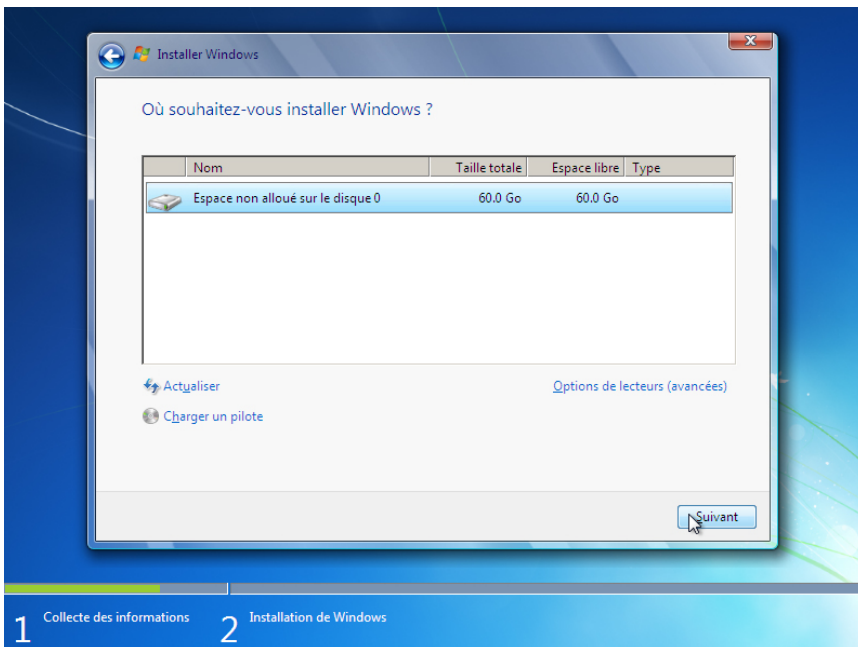 Installer Windows
Où souhaitez-vous installer Windows ?
Nom Taille totale Espace libre Type
Espace non alloué sur le disque 0 60.0 Go 60.0 Go
Actualiser Options de lecteurs (avancées)
Charger un pilote
Suivant
1 Collecte des informations 2 Installation de Windows